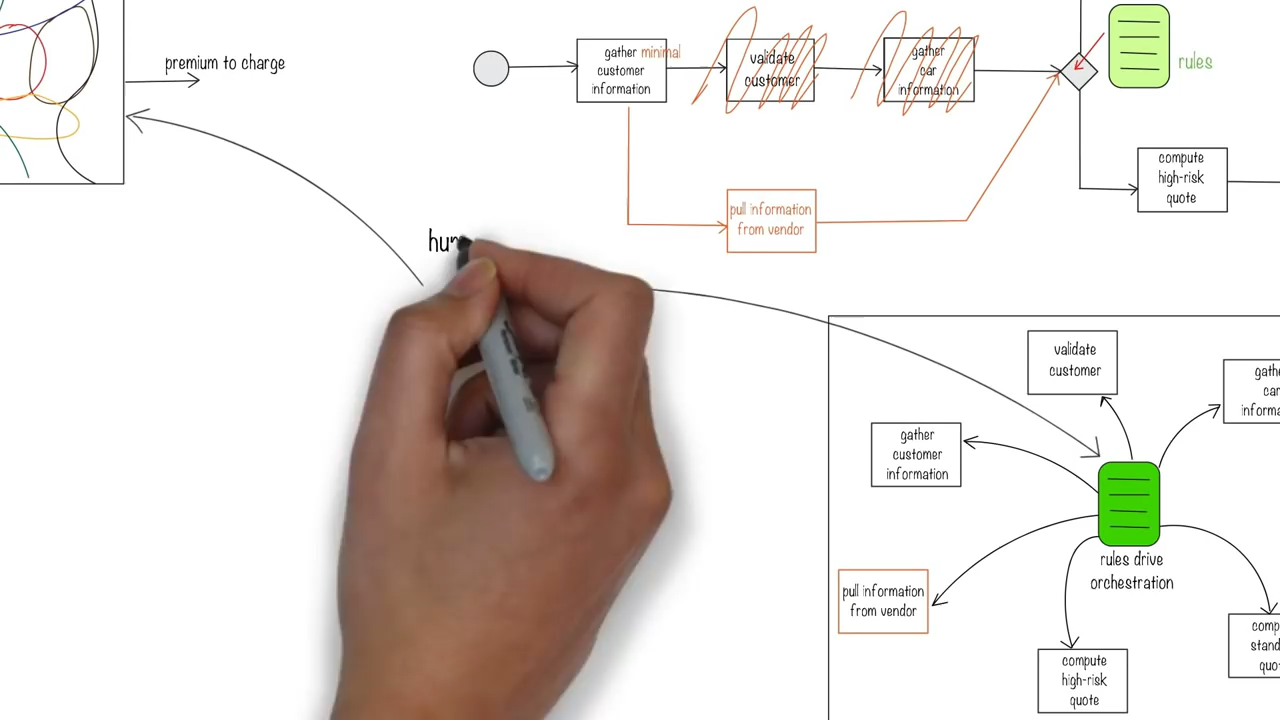 premium to charge
gather minimal
customer
information
validate
customer
gather
car
information
rules
compute
high-risk
quote
pull information
from vendor
hum
validate
customer
gather
customer
information
rules drive
orchestration
pull information
from vendor
compute
high-risk
quote